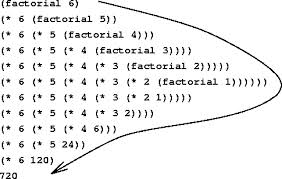 (factorial 6)
(* 6 (factorial 5))
(* 6 (* 5 (factorial 4)))
(* 6 (* 5 (* 4 (factorial 3))))
(* 6 (* 5 (* 4 (* 3 (factorial 2)))))
(* 6 (* 5 (* 4 (* 3 (* 2 (factorial 1))))))
(* 6 (* 5 (* 4 (* 3 (* 2 1)))))
(* 6 (* 5 (* 4 (* 3 2))))
(* 6 (* 5 (* 4 6)))
(* 6 (* 5 24))
(* 6 120)
720